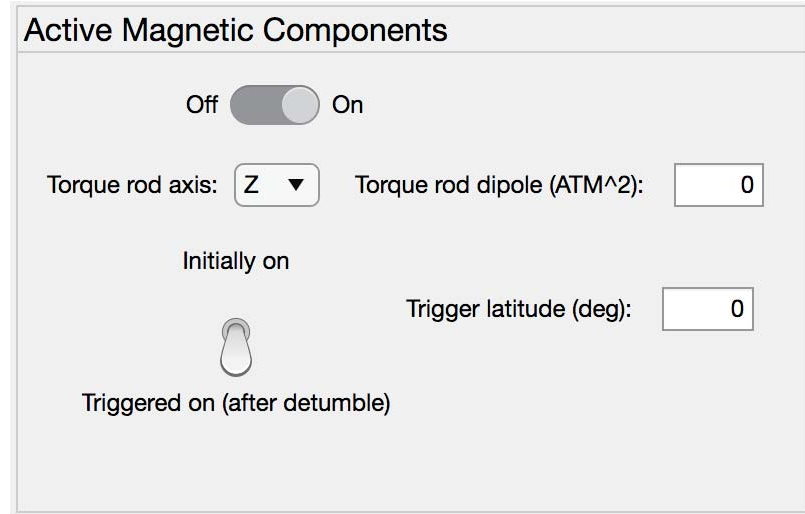 Active Magnetic Components
Off On
Torque rod axis: Z Torque rod dipole (ATM^2): 0
Initially on
Trigger latitude (deg): 0
Triggered on (after detumble)